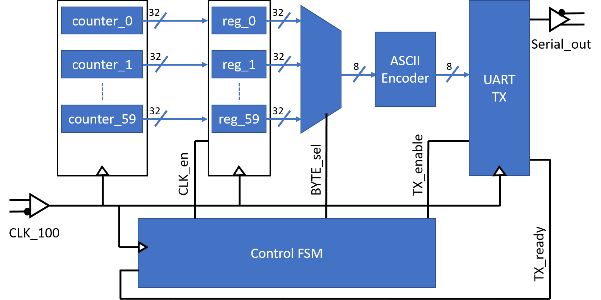 counter_0
32
reg_0
32
counter_1
32
reg_1
32
counter_59
32
reg_59
32
8
ASCII
Encoder
8
UART
TX
Serial_out
CLK_en
BYTE_sel
TX_enable
TX_ready
CLK_100
Control FSM